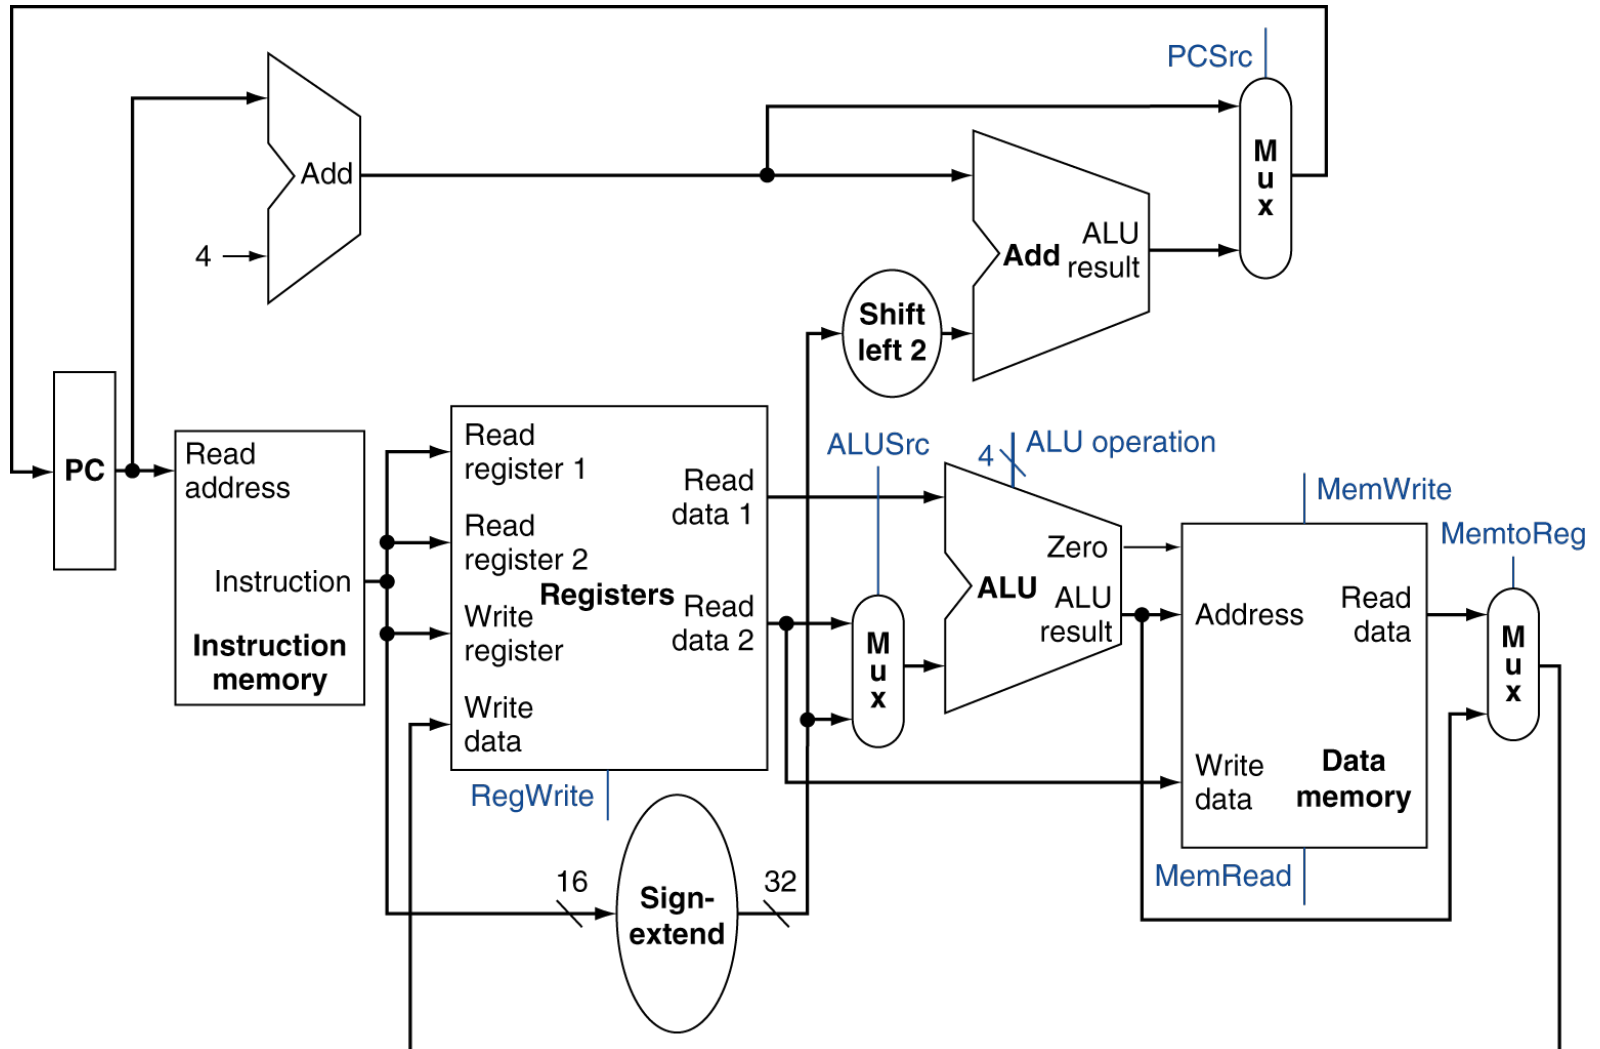 PCSrc
Add
4
M
u
x
Add
ALU
result
Shift
left 2
PC
Read
address
Instruction
Instruction
memory
Read
register 1
Read
register 2
Write
register
Write
data
Registers
Read
data 1
Read
data 2
RegWrite
16
Sign-
extend
32
ALUSrc
M
u
x
4
ALU operation
Zero
ALU
ALU
result
MemWrite
Address
Read
data
Write
data
Data
memory
MemRead
MemtoReg
M
u
x